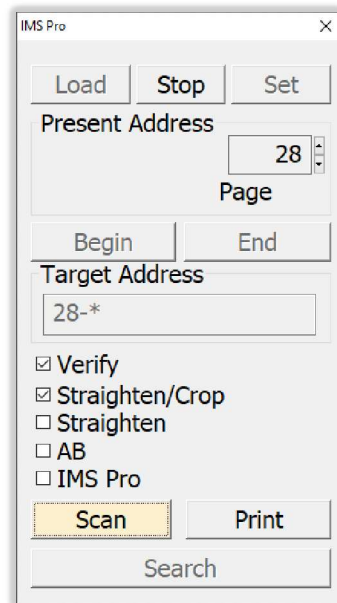 IMS Pro
Load Stop Set
Present Address
28
Page
Begin End
Target Address
28-*
Verify
Straighten/Crop
Straighten
AB
IMS Pro
Scan Print
Search